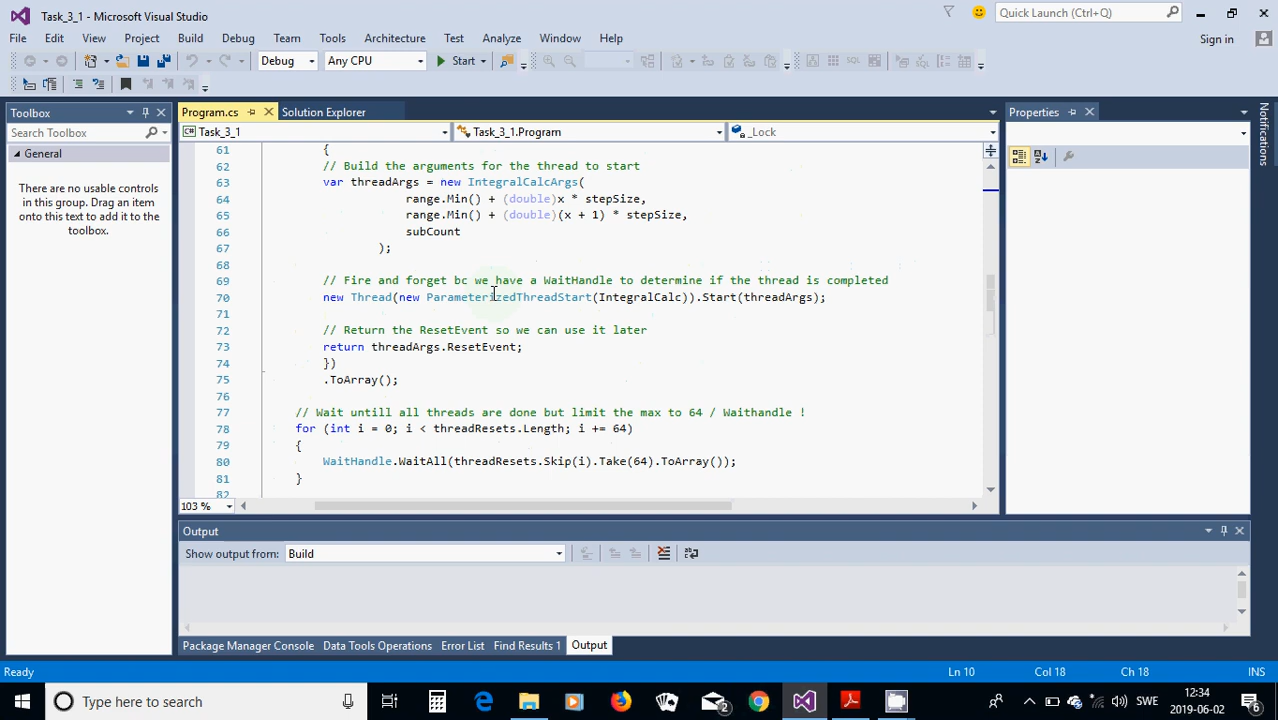 Task_3_1 - Microsoft Visual Studio
Quick Launch (Ctrl+Q)
File Edit View Project Build Debug Team Tools Architecture Test Analyze Window Help
Sign in
Debug Any CPU Start
Toolbox
Program.cs Solution Explorer
Properties
Notifications
Search Toolbox
Task_3_1 Task_3_1.Program _Lock
General
There are no usable controls
in this group. Drag an item
onto this text to add it to the
toolbox.
61 {
62 // Build the arguments for the thread to start
63 var threadArgs = new IntegralCalcArgs(
64 range.Min() + (double)x * stepSize,
65 range.Min() + (double)(x + 1) * stepSize,
66 subCount
67 );
68
69 // Fire and forget bc we have a WaitHandle to determine if the thread is completed
70 new Thread(new ParameterizedThreadStart(IntegralCalc)).Start(threadArgs);
71
72 // Return the ResetEvent so we can use it later
73 return threadArgs.ResetEvent;
74 })
75 .ToArray();
76
77 // Wait untill all threads are done but limit the max to 64 / Waithandle !
78 for (int i = 0; i < threadResets.Length; i += 64)
79 {
80 WaitHandle.WaitAll(threadResets.Skip(i).Take(64).ToArray());
81 }
82
103 %
Output
Show output from: Build
Package Manager Console Data Tools Operations Error List Find Results 1 Output
Ready Ln 10 Col 18 Ch 18 INS
Type here to search 2 SWE 12:34
2019-06-02 6